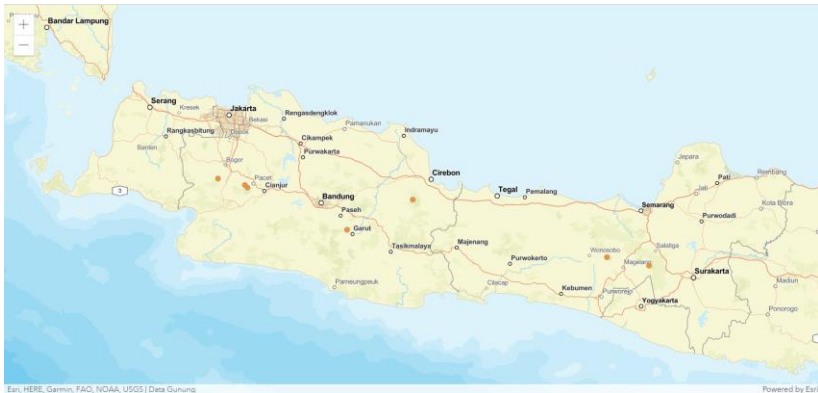 Bandar Lampung
+
−
Serang
Kresek
Jakarta
Bekasi
Rengasdengklok
Pamanukan
Indramayu
Rangkasbitung
Depok
Cikampek
Purwakarta
Banten
Bogor
Pacet
Cianjur
3
Bandung
Paseh
Garut
Tasikmalaya
Pameungpeuk
Cirebon
Tegal
Pemalang
Majenang
Purwokerto
Cilacap
Kebumen
Wonosobo
Magelang
Purworejo
Yogyakarta
Semarang
Salatiga
Surakarta
Jepara
Pati
Rembang
Jati
Kota Blora
Purwodadi
Madiun
Ponorogo
Esri, HERE, Garmin, FAO, NOAA, USGS | Data Gunung
Powered by Esri